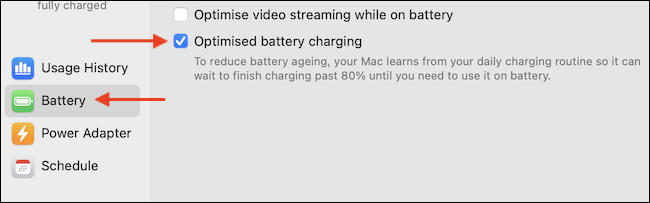 fully charged
Usage History
Battery
Power Adapter
Schedule
Optimise video streaming while on battery
Optimised battery charging
To reduce battery ageing, your Mac learns from your daily charging routine so it can
wait to finish charging past 80% until you need to use it on battery.